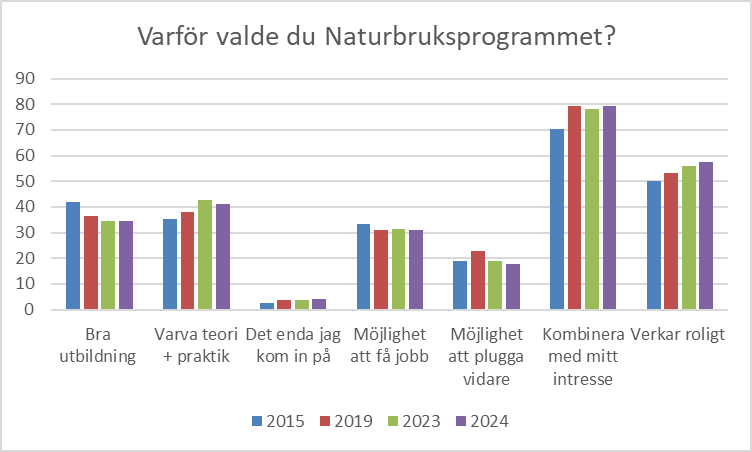 Varför valde du Naturbruksprogrammet?
90
80
70
60
50
40
30
20
10
0
Bra
utbildning
Varva teori
+ praktik
Det enda jag
kom in på
Möjlighet
att få jobb
Möjlighet
att plugga
vidare
Kombinera
med mitt
intresse
Verkar roligt
2015 2019 2023 2024